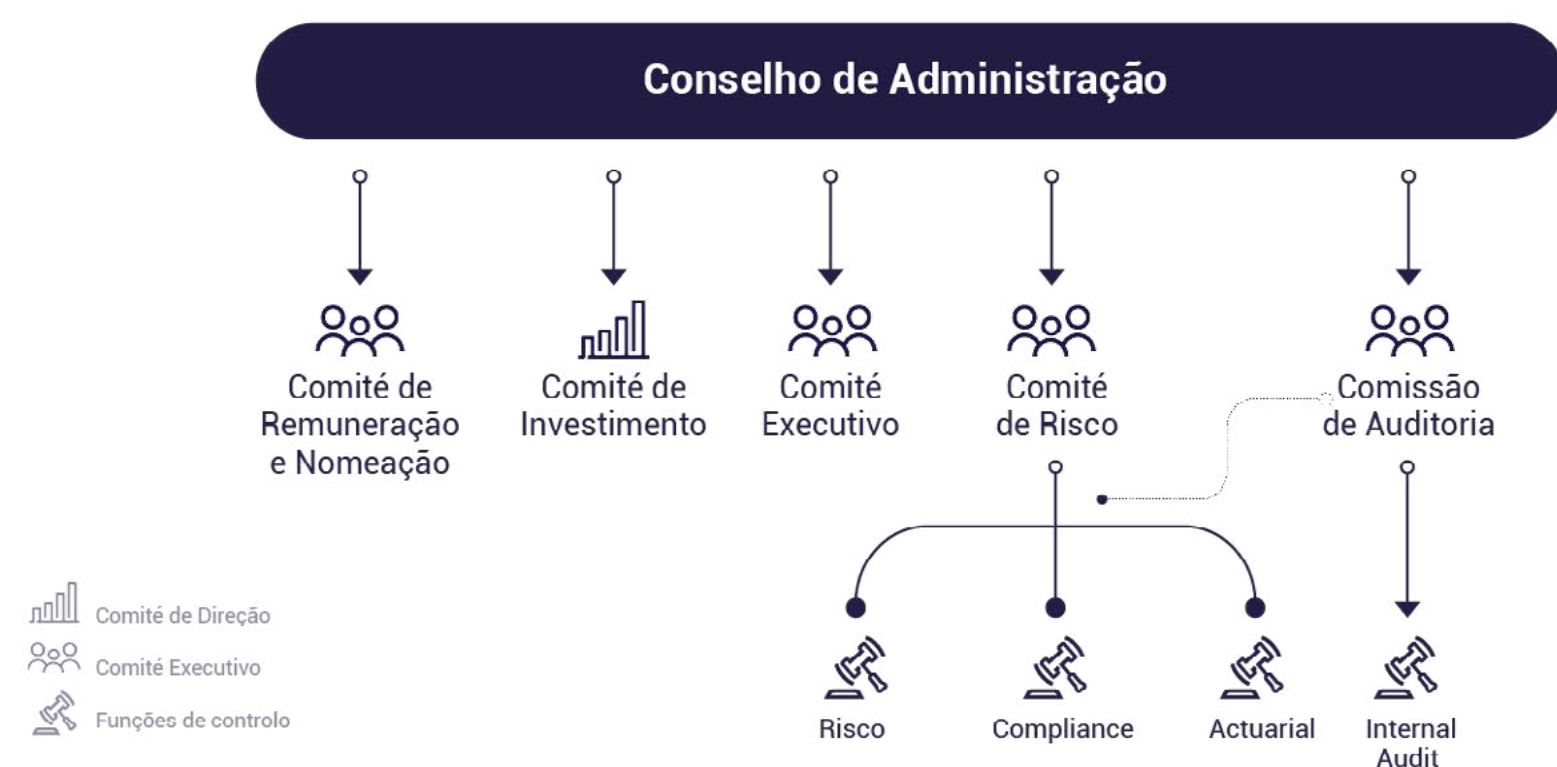 Conselho de Administração
Comité de
Remuneração
e Nomeação
Comité de
Investimento
Comité
Executivo
Comité
de Risco
Comissão
de Auditoria
Comité de Direção
Comité Executivo
Funções de controlo
Risco
Compliance
Actuarial
Internal
Audit